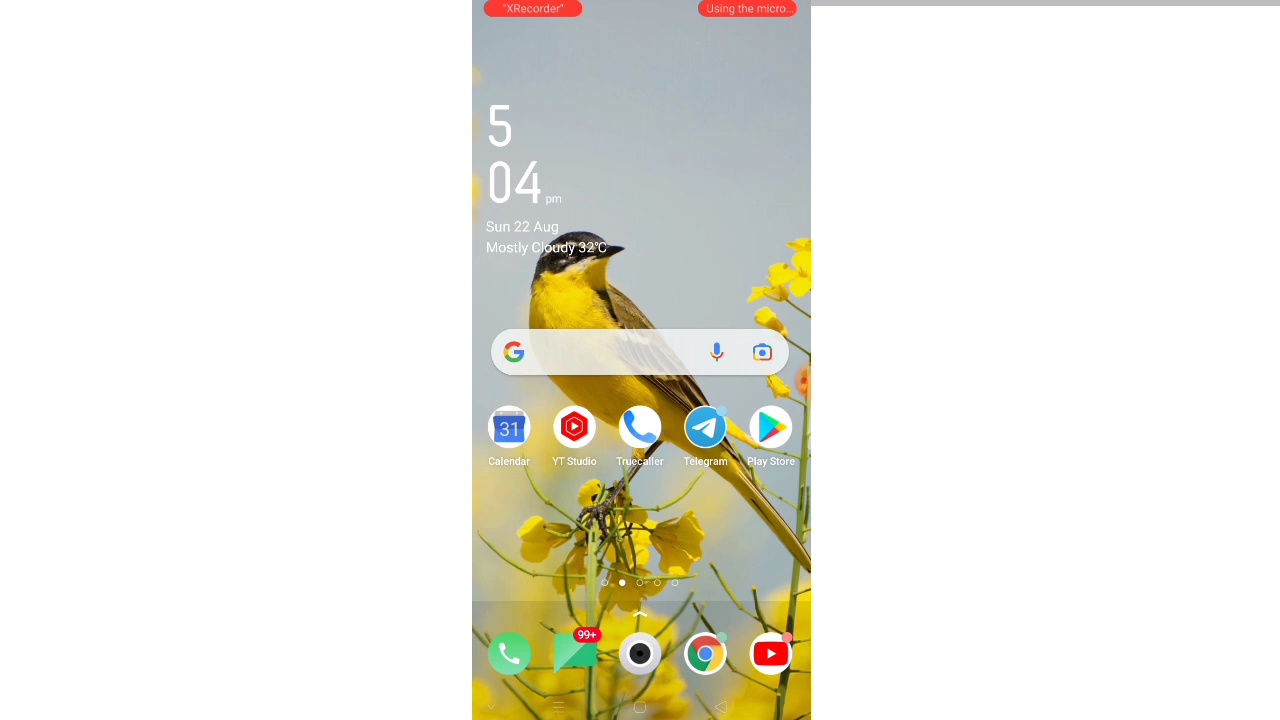 "XRecorder" Using the micro...
5
04 pm
Sun 22 Aug
Mostly Cloudy 32°C
31
Calendar YT Studio Truecaller Telegram Play Store
99+